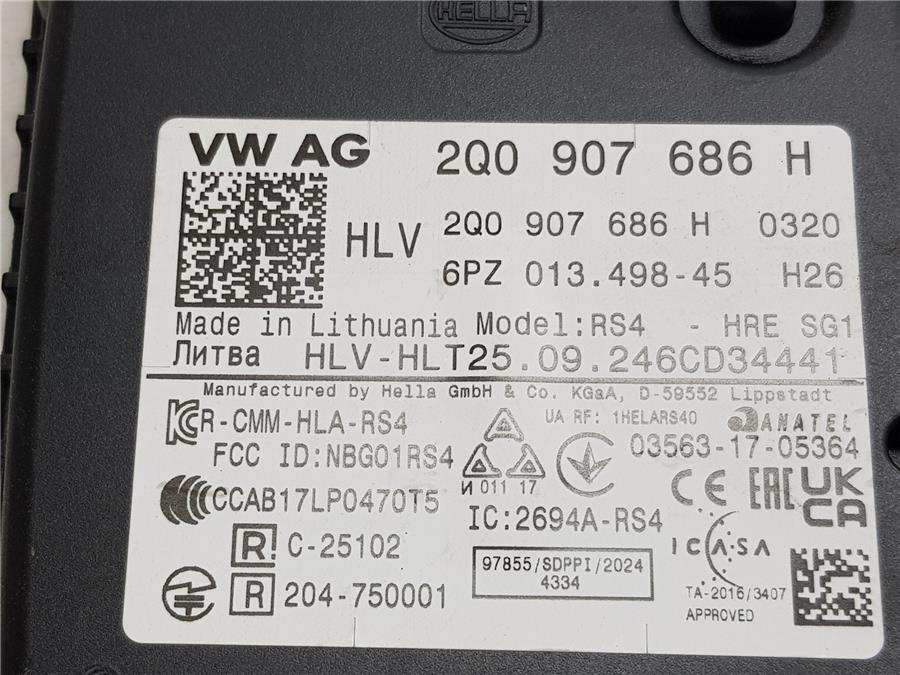 HELLA
VW AG 2Q0 907 686 H
HLV 2Q0 907 686 H 0320
6PZ 013.498-45 H26
Made in Lithuania Model:RS4 - HRE SG1
Литва HLV-HLT25.09.246CD34441
Manufactured by Hella GmbH & Co. KGaA, D-59552 Lippstadt
R-CMM-HLA-RS4
UA RF: 1HELARS40
ANATEL
FCC ID:NBG01RS4
03563-17-05364
И 011 17
CE EAC UK CA
CCAB17LP0470T5
IC:2694A-RS4
R C-25102
ICASA
97855/SDPPI/2024
4334
R 204-750001
TA-2016/3407
APPROVED